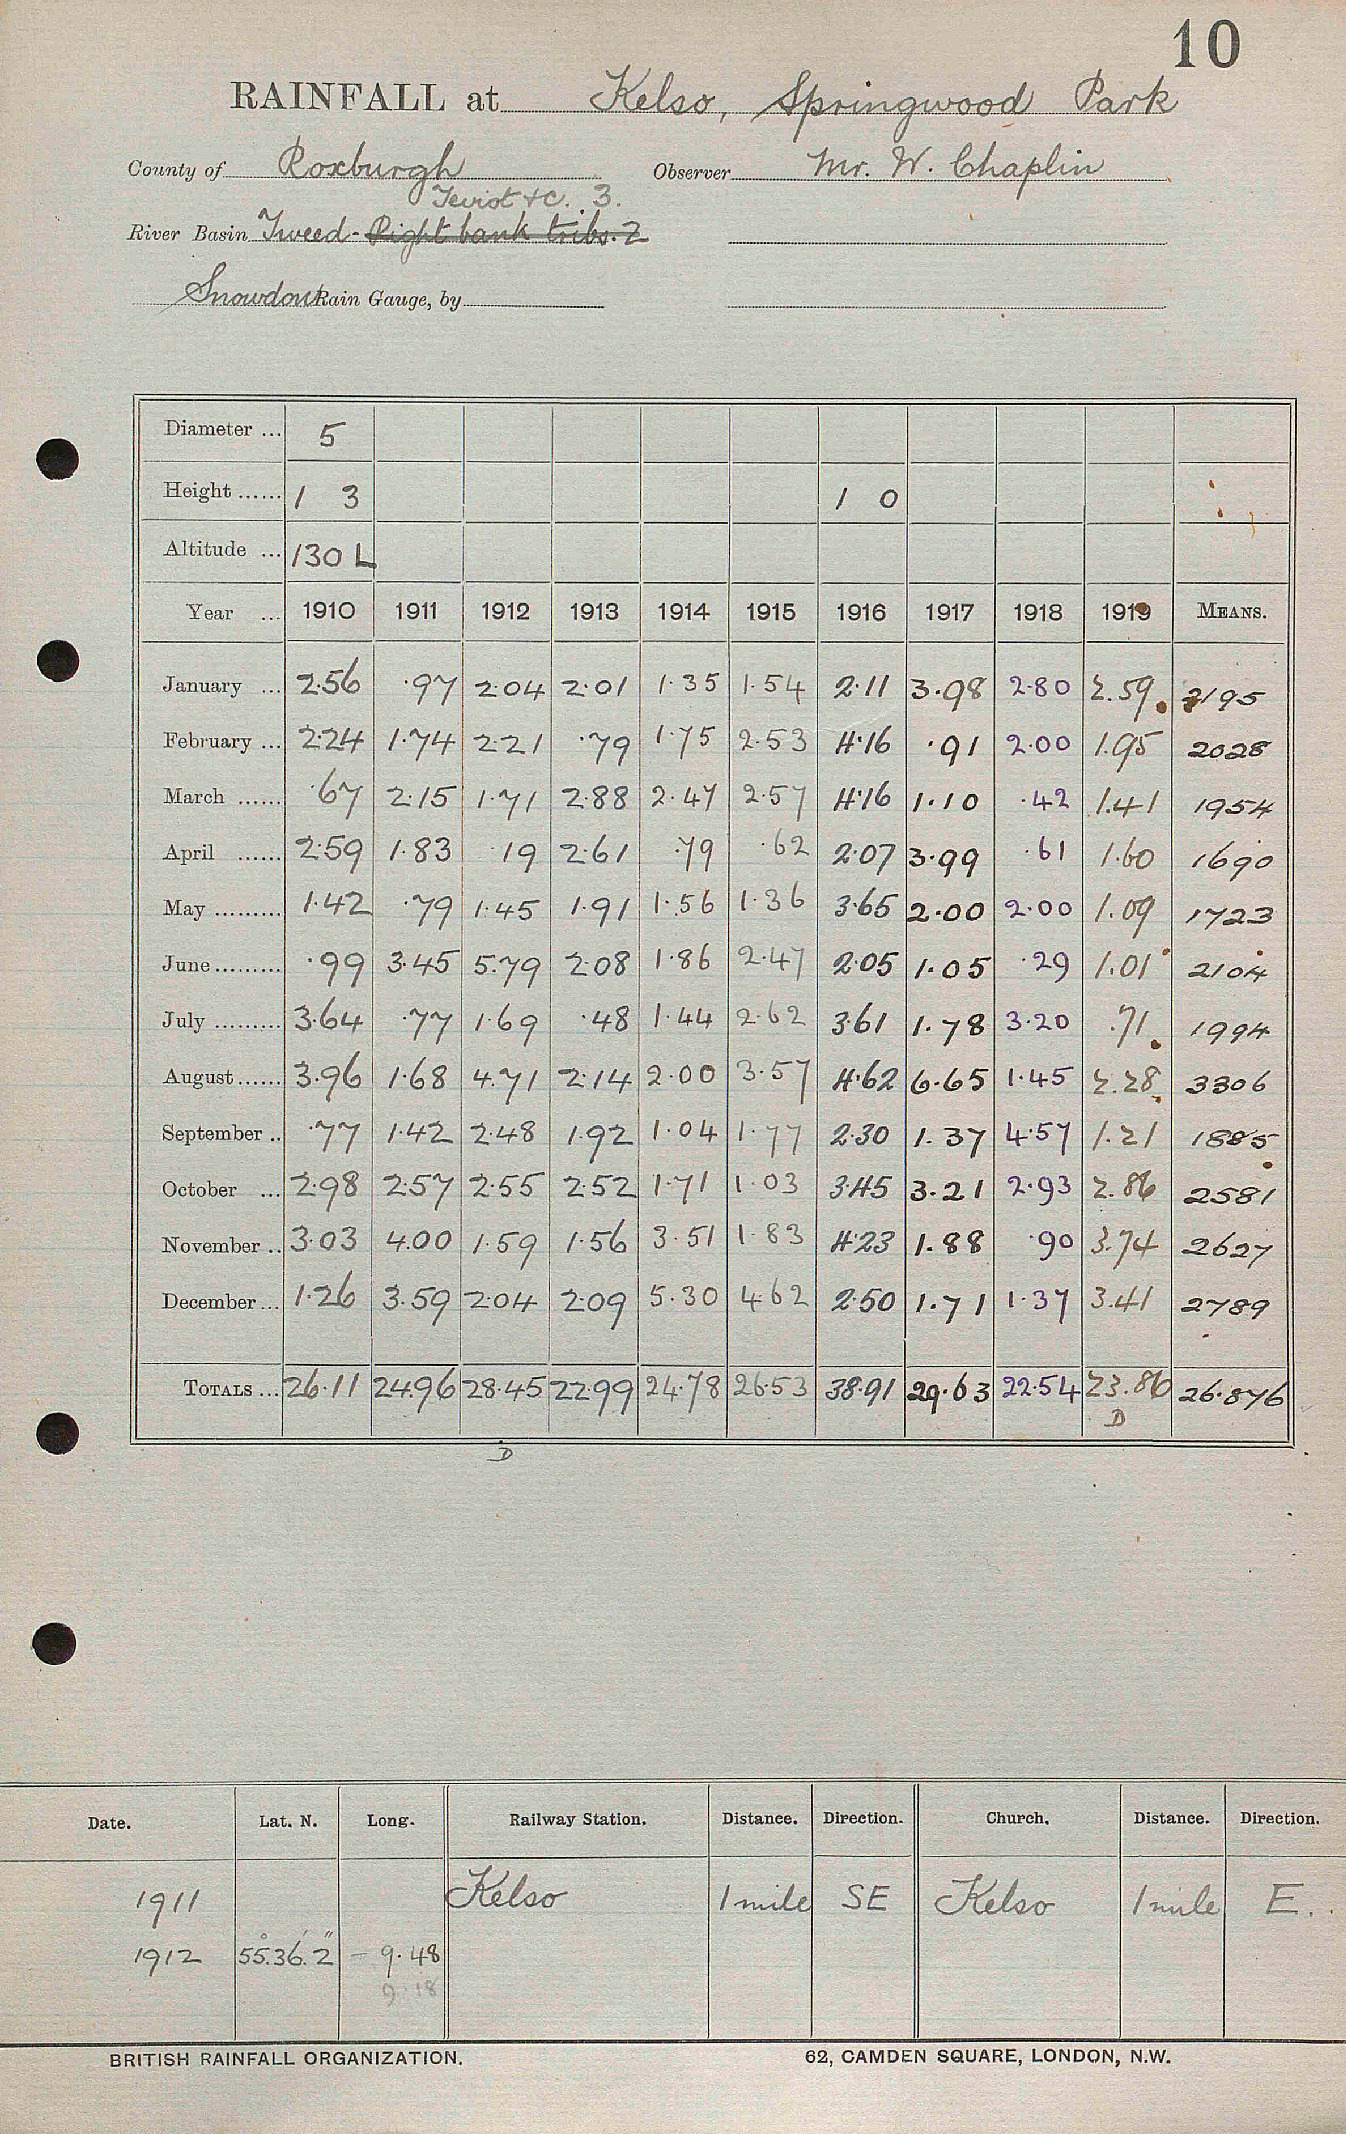 10
RAINFALL at Kelso, Springwood Park
County of Roxburgh Observer Mr. W. Chaplin
Teviot &c. 3.
River Basin Tweed - Right bank tribs. 2
Snowdon Rain Gauge, by
Diameter ... 5
Height ...... 1 3 1 0
Altitude ... 130 L
Year ... 1910 1911 1912 1913 1914 1915 1916 1917 1918 1919 MEANS.
January ... 2.56 .97 2.04 2.01 1.35 1.54 2.11 3.98 2.80 2.59 2195
February ... 2.24 1.74 2.21 .79 1.75 2.53 4.16 .91 2.00 1.95 2028
March ...... .67 2.15 1.71 2.88 2.47 2.57 4.16 1.10 .42 1.41 1954
April ...... 2.59 1.83 .19 2.61 .79 .62 2.07 3.99 .61 1.60 1690
May ......... 1.42 .79 1.45 1.91 1.56 1.36 3.65 2.00 2.00 1.09 1723
June ......... .99 3.45 5.79 2.08 1.86 2.47 2.05 1.05 .29 1.01 2104
July ......... 3.64 .77 1.69 .48 1.44 2.62 3.61 1.78 3.20 .71 1994
August ...... 3.96 1.68 4.71 2.14 2.00 3.57 4.62 6.65 1.45 2.28 3306
September .. .77 1.42 2.48 1.92 1.04 1.77 2.30 1.37 4.57 1.21 1885
October ... 2.98 2.57 2.55 2.52 1.71 1.03 3.45 3.21 2.93 2.86 2581
November .. 3.03 4.00 1.59 1.56 3.51 1.83 4.23 1.88 .90 3.74 2627
December ... 1.26 3.59 2.04 2.09 5.30 4.62 2.50 1.71 1.37 3.41 2789
TOTALS ... 26.11 24.96 28.45 22.99 24.78 26.53 38.91 29.63 22.54 23.86 26.876
D
D
Date. Lat. N. Long. Railway Station. Distance. Direction. Church. Distance. Direction.
1911 Kelso 1 mile SE Kelso 1 mile E.
1912 55°.36'.2" - 9.48
9.18
BRITISH RAINFALL ORGANIZATION. 62, CAMDEN SQUARE, LONDON, N.W.